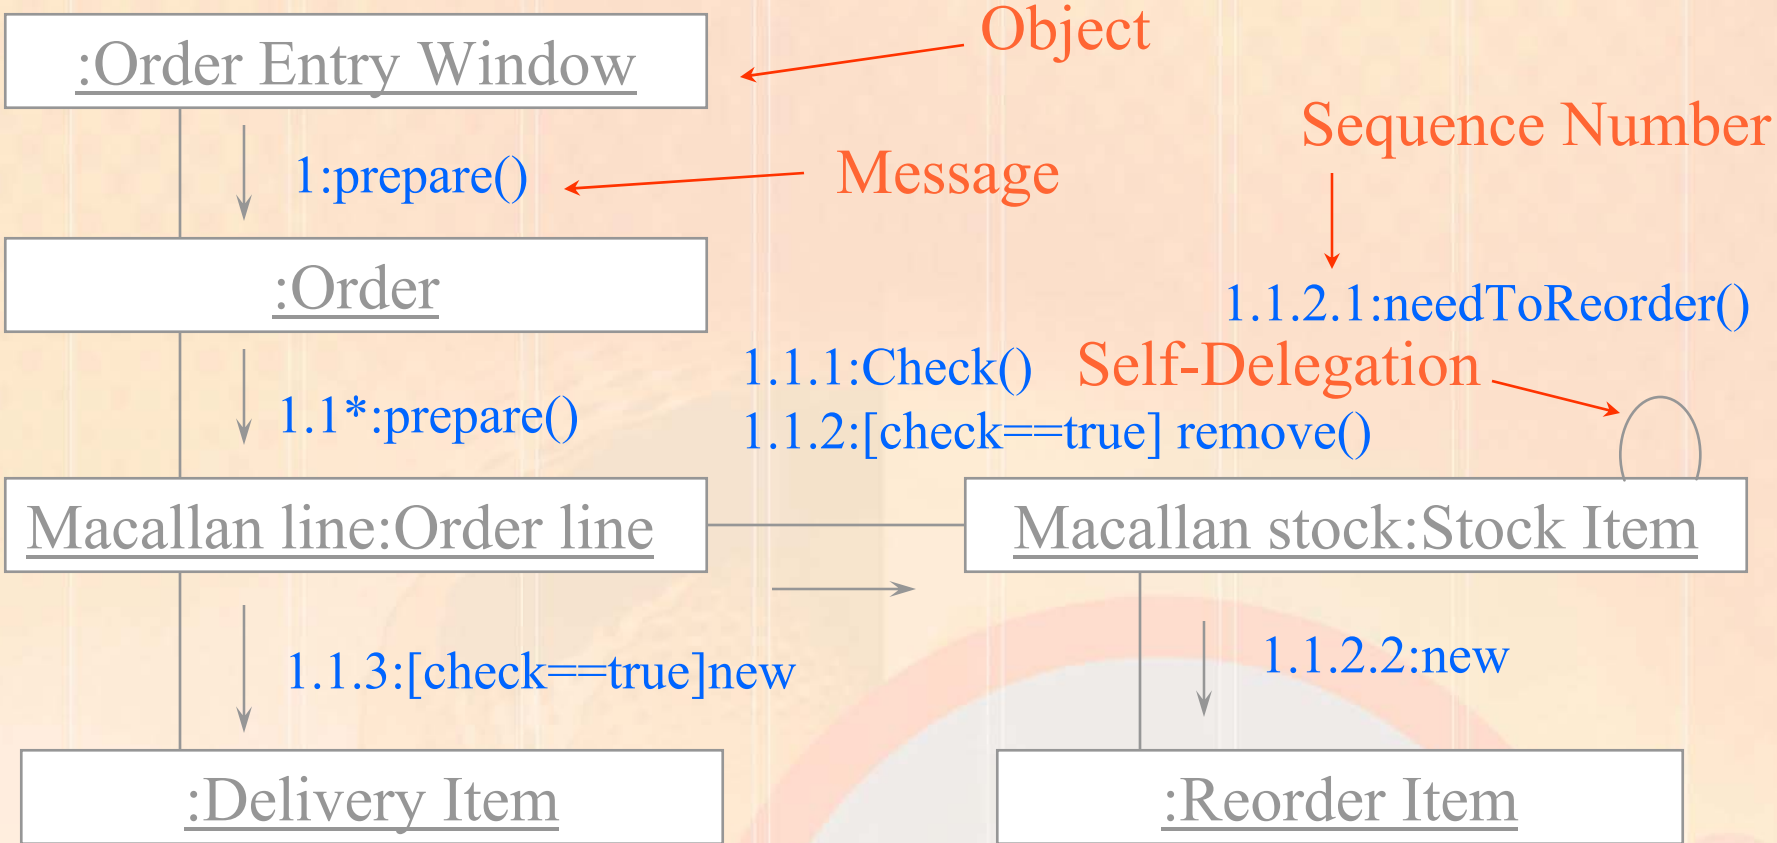 :Order Entry Window
Object
Sequence Number
1:prepare()
Message
:Order
1.1.2.1:needToReorder()
1.1.1:Check()
Self-Delegation
1.1*:prepare()
1.1.2:[check==true] remove()
Macallan line:Order line
Macallan stock:Stock Item
1.1.3:[check==true]new
1.1.2.2:new
:Delivery Item
:Reorder Item